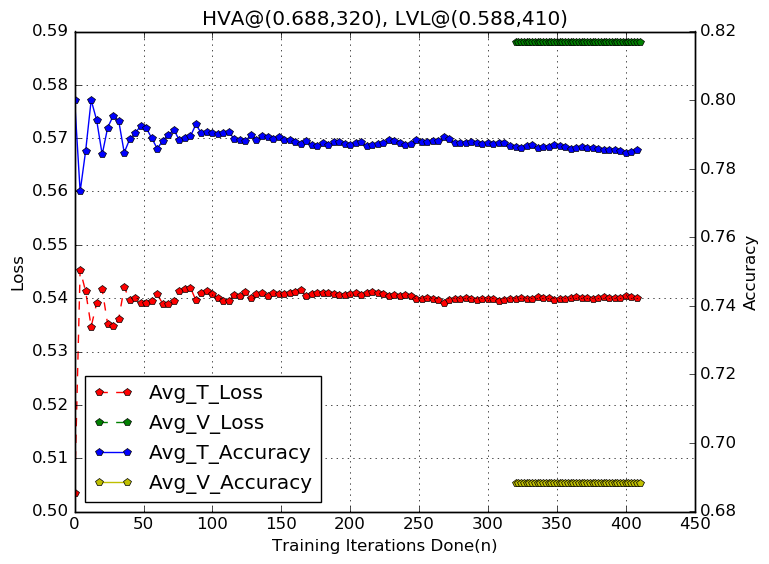 HVA@(0.688,320), LVL@(0.588,410)
0.59
0.58
0.57
0.56
0.55
0.54
0.53
0.52
0.51
0.50
Loss
0.82
0.80
0.78
0.76
0.74
0.72
0.70
0.68
Accuracy
Avg_T_Loss
Avg_V_Loss
Avg_T_Accuracy
Avg_V_Accuracy
0 50 100 150 200 250 300 350 400 450
Training Iterations Done(n)